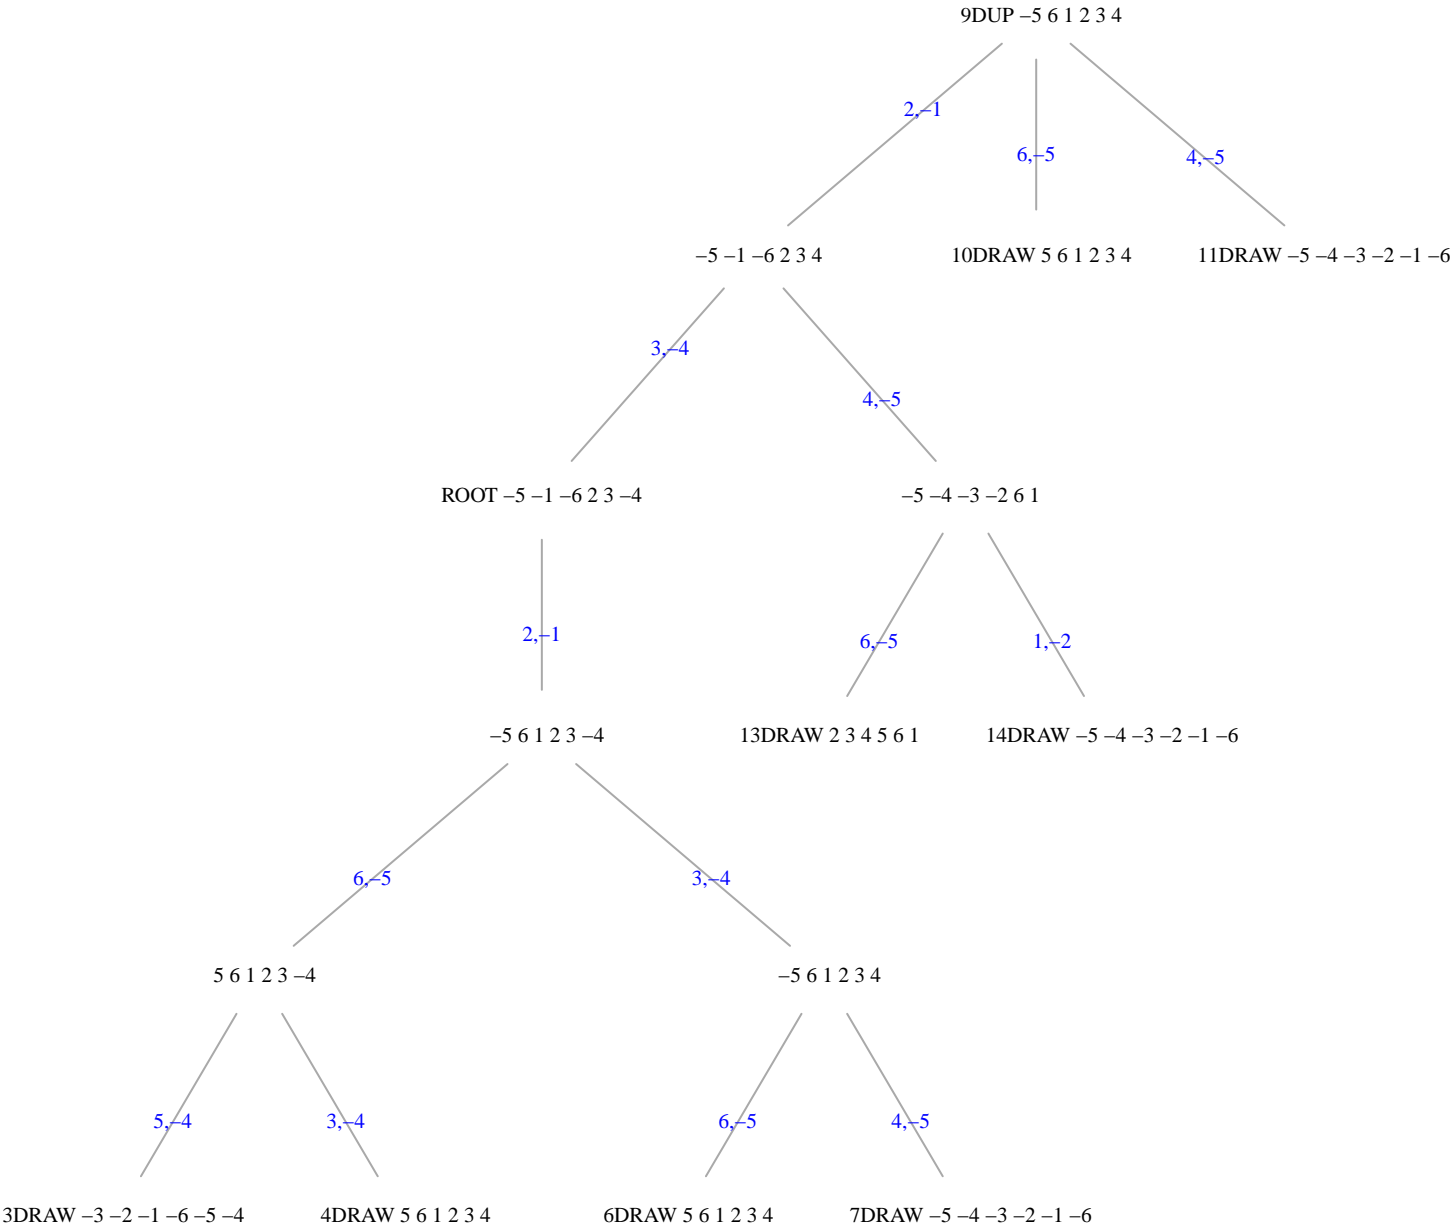 9DUP –5 6 1 2 3 4
2,–1
6,–5
4,–5
–5 –1 –6 2 3 4
10DRAW 5 6 1 2 3 4
11DRAW –5 –4 –3 –2 –1 –6
3,–4
4,–5
ROOT –5 –1 –6 2 3 –4
–5 –4 –3 –2 6 1
2,–1
6,–5
1,–2
–5 6 1 2 3 –4
13DRAW 2 3 4 5 6 1
14DRAW –5 –4 –3 –2 –1 –6
6,–5
3,–4
5 6 1 2 3 –4
–5 6 1 2 3 4
5,–4
3,–4
6,–5
4,–5
3DRAW –3 –2 –1 –6 –5 –4
4DRAW 5 6 1 2 3 4
6DRAW 5 6 1 2 3 4
7DRAW –5 –4 –3 –2 –1 –6